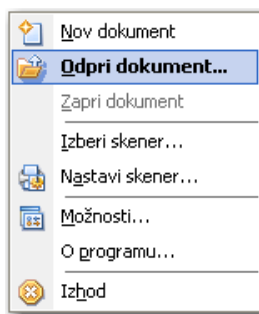 Nov dokument
Odpri dokument...
Zapri dokument
Izberi skener...
Nastavi skener...
Možnosti...
O programu...
Izhod